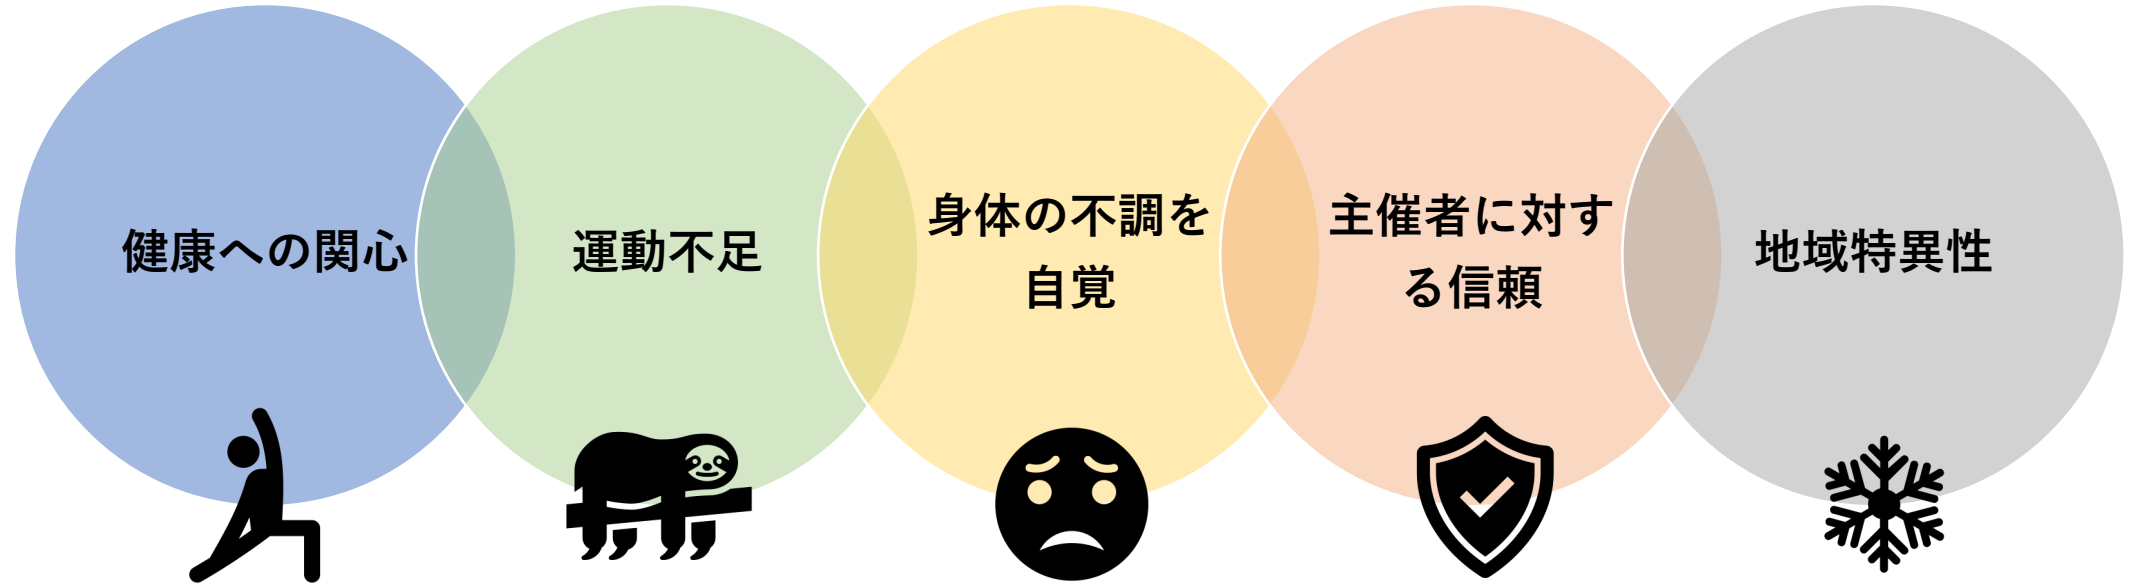 健康への関心
運動不足
身体の不調を
自覚
主催者に対す
る信頼
地域特異性